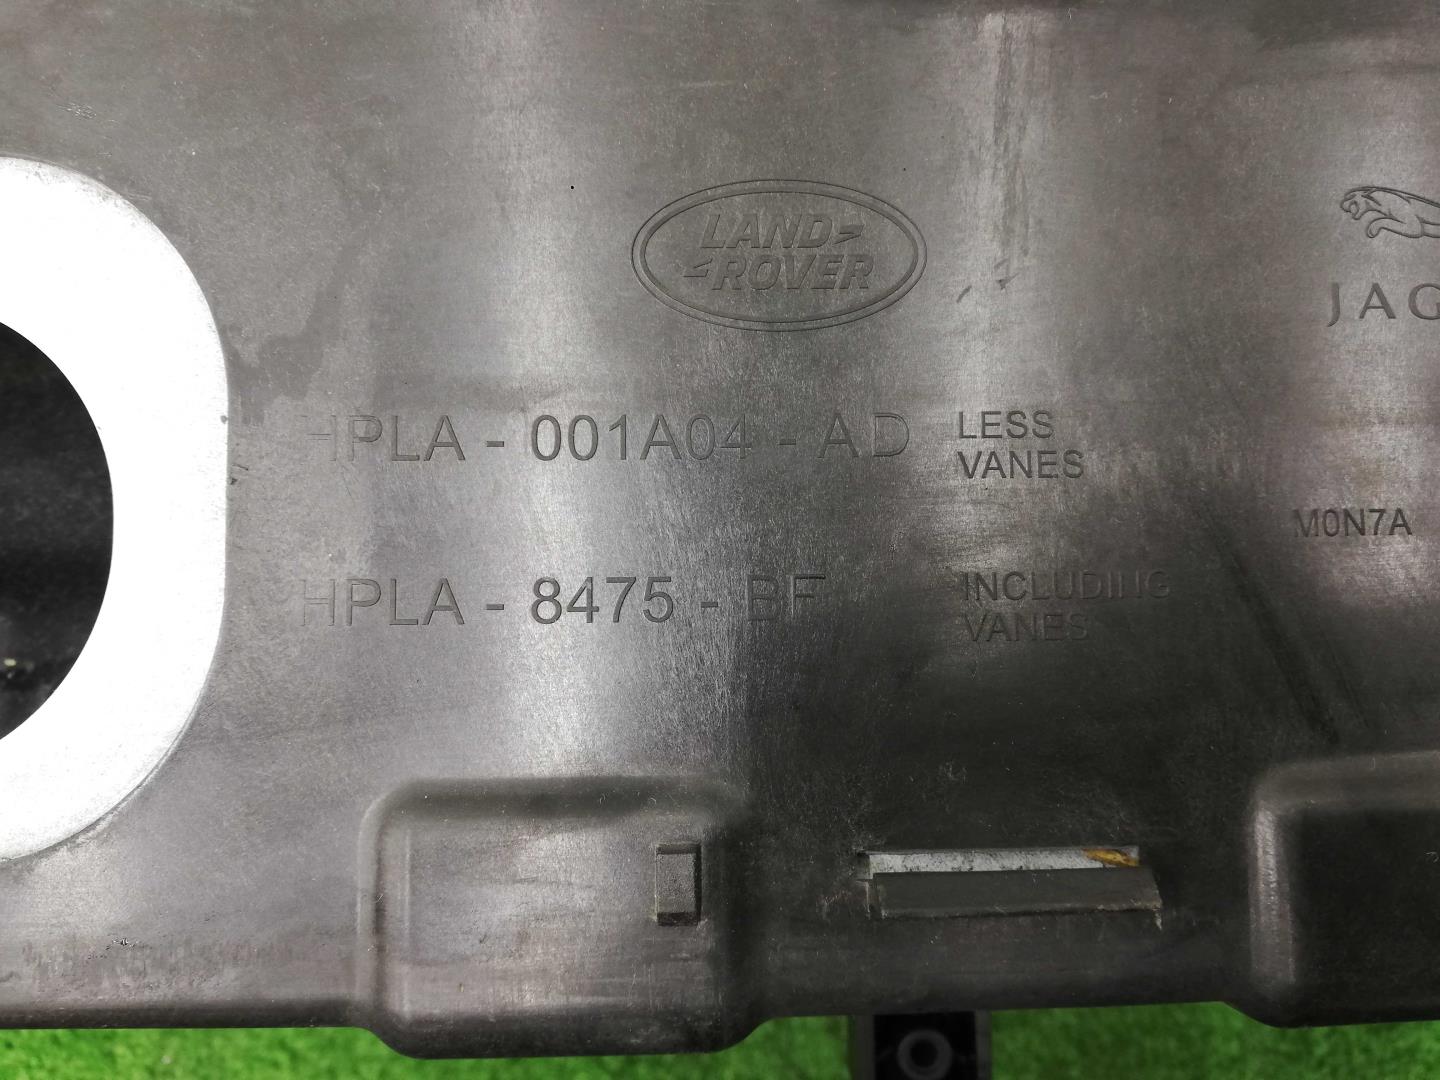 LAND
ROVER
JAG
HPLA - 001A04 - AD
LESS
VANES
M0N7A
HPLA - 8475 - BF
INCLUDING
VANES